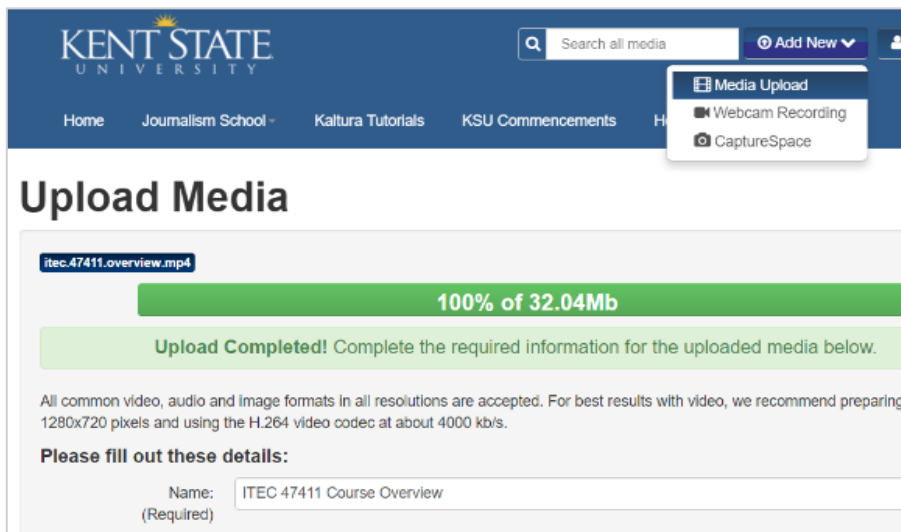 KENT STATE
UNIVERSITY
Search all media
Add New
Media Upload
Webcam Recording
CaptureSpace
Home Journalism School Kaltura Tutorials KSU Commencements
Upload Media
itec.47411.overview.mp4
100% of 32.04Mb
Upload Completed! Complete the required information for the uploaded media below.
All common video, audio and image formats in all resolutions are accepted. For best results with video, we recommend preparing
1280x720 pixels and using the H.264 video codec at about 4000 kb/s.
Please fill out these details:
Name: ITEC 47411 Course Overview
(Required)